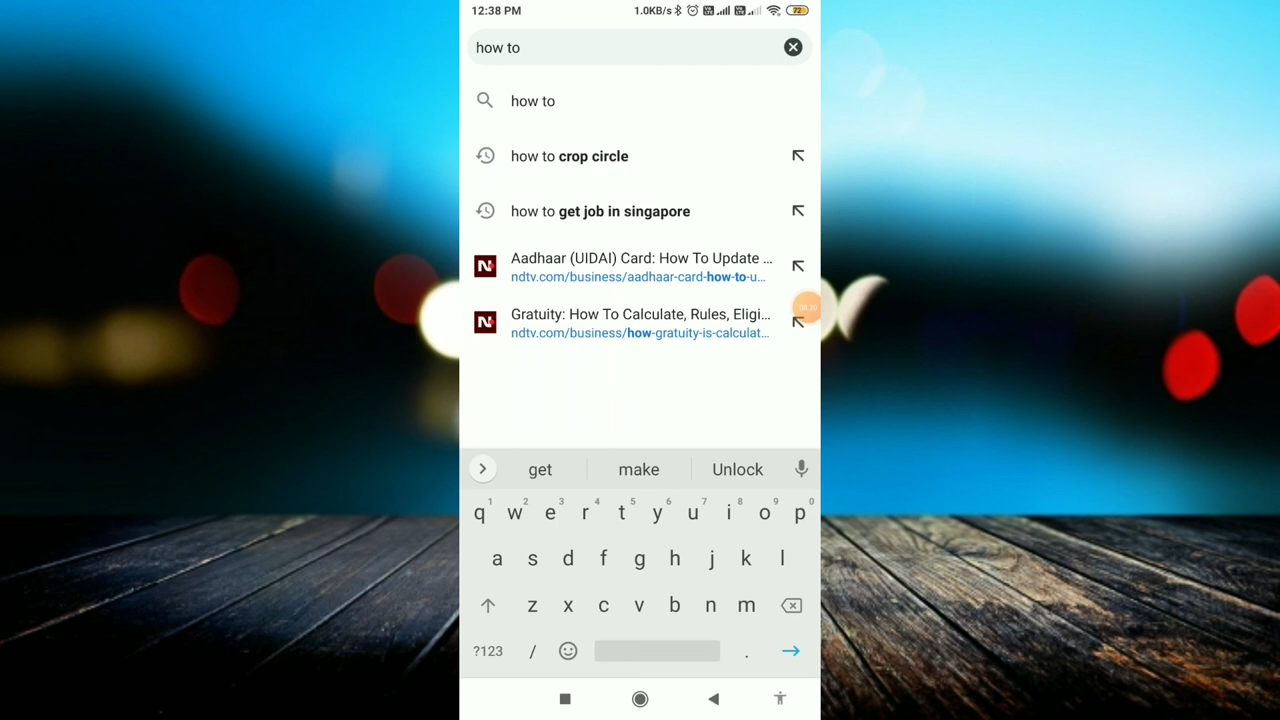 12:38 PM 1.0KB/s 72
how to
how to
how to crop circle
how to get job in singapore
Aadhaar (UIDAI) Card: How To Update ...
ndtv.com/business/aadhaar-card-how-to-u...
Gratuity: How To Calculate, Rules, Eligi...
ndtv.com/business/how-gratuity-is-calculat...
08:20
get make Unlock
1 2 3 4 5 6 7 8 9 0
q w e r t y u i o p
a s d f g h j k l
z x c v b n m
?123 / .